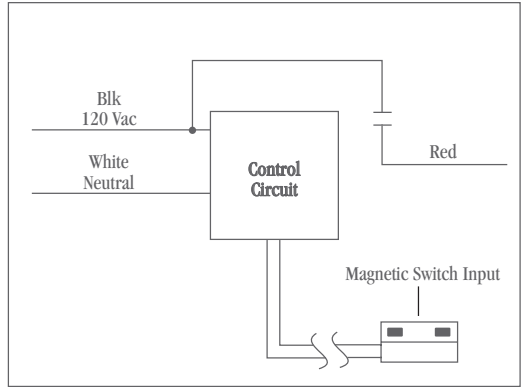 Blk
120 Vac
White
Neutral
Control
Circuit
Red
Magnetic Switch Input